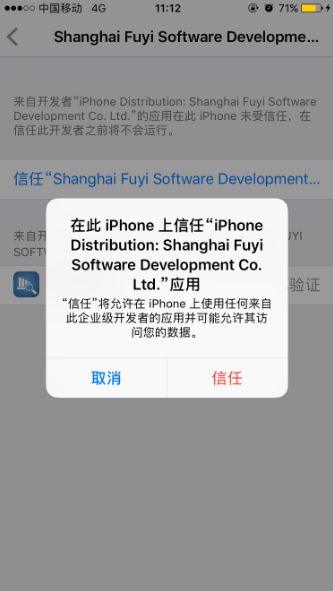 中国移动 4G 11:12 71%
Shanghai Fuyi Software Developme...
来自开发者“iPhone Distribution: Shanghai Fuyi Software
Development Co. Ltd.”的应用在此 iPhone 未受信任，在
信任此开发者之前将不会运行。
信任“Shanghai Fuyi Software Development...
在此 iPhone 上信任“iPhone
Distribution: Shanghai Fuyi
Software Development Co.
Ltd.”应用
“信任”将允许在 iPhone 上使用任何来自
此企业级开发者的应用并可能允许其访
问您的数据。
取消 信任
来自开 YI
SOFTW
验证